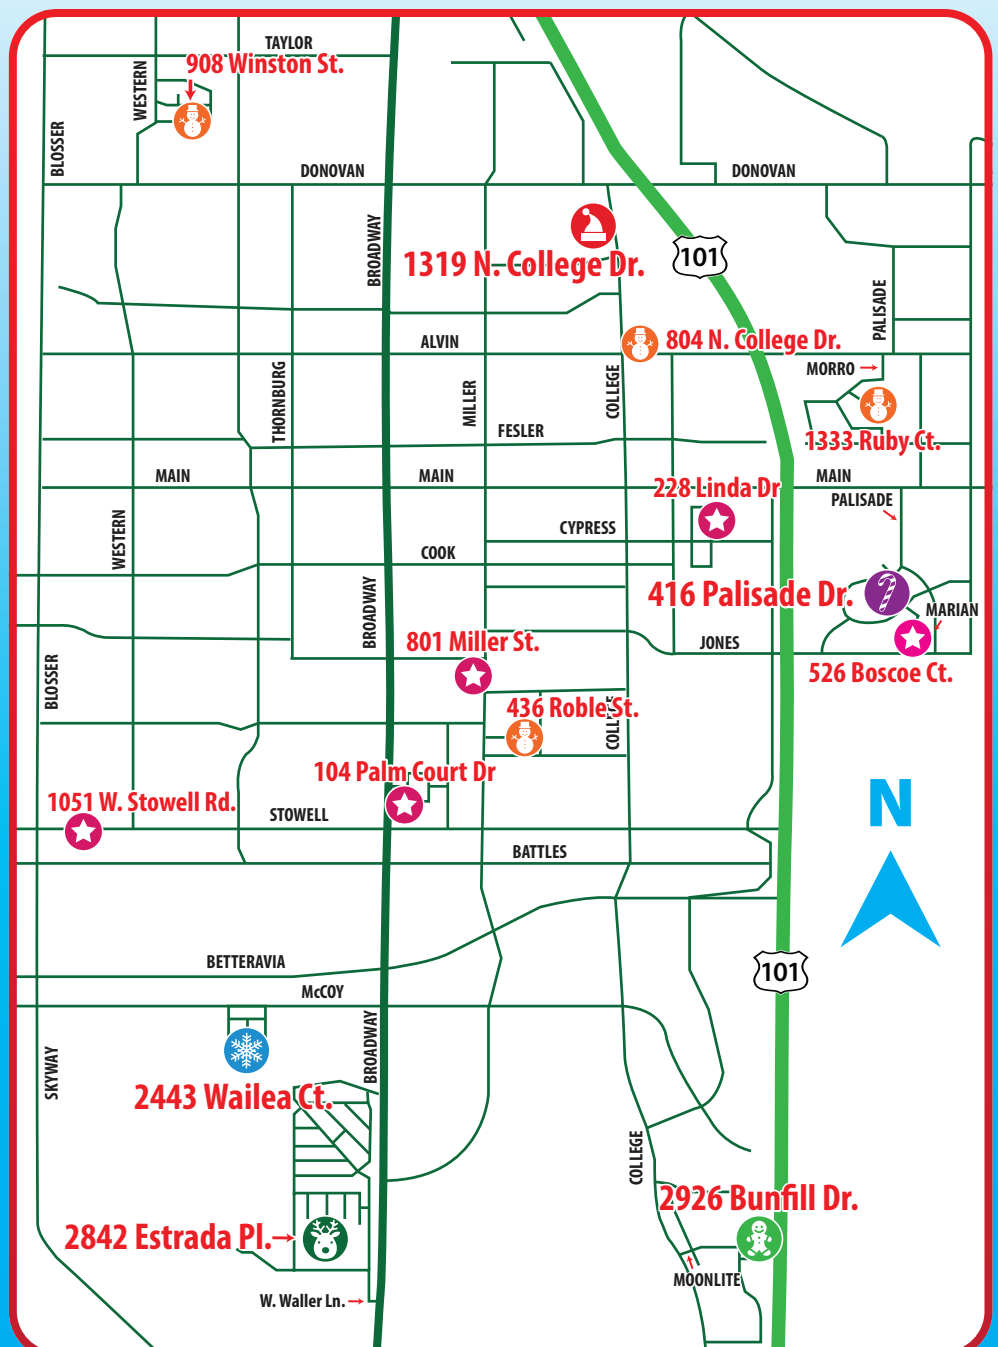 TAYLOR
908 Winston St.
WESTERN
BLOSSER
DONOVAN
DONOVAN
BROADWAY
1319 N. College Dr.
101
PALISADE
ALVIN
804 N. College Dr.
MORRO
THORNBURG
MILLER
COLLEGE
FESLER
1333 Ruby Ct.
MAIN
MAIN
228 Linda Dr
MAIN
PALISADE
WESTERN
CYPRESS
COOK
BROADWAY
416 Palisade Dr.
MARIAN
801 Miller St.
JONES
BLOSSER
526 Boscoe Ct.
436 Roble St.
COLLEGE
104 Palm Court Dr
1051 W. Stowell Rd.
STOWELL
N
BATTLES
BETTERAVIA
101
McCOY
SKYWAY
BROADWAY
2443 Wailea Ct.
COLLEGE
2926 Bunfill Dr.
2842 Estrada Pl.
MOONLITE
W. Waller Ln.